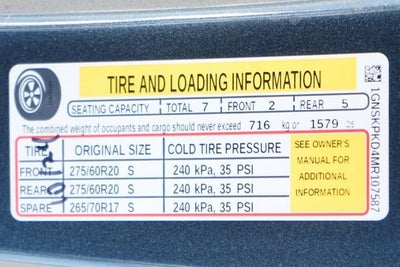 TIRE AND LOADING INFORMATION
SEATING CAPACITY TOTAL 7 FRONT 2 REAR 5
The combined weight of occupants and cargo should never exceed 716 kg or 1579 lbs
TIRE ORIGINAL SIZE COLD TIRE PRESSURE
FRONT 275/60R20 S 240 kPa, 35 PSI
REAR 275/60R20 S 240 kPa, 35 PSI
SPARE 265/70R17 S 240 kPa, 35 PSI
SEE OWNER'S
MANUAL FOR
ADDITIONAL
INFORMATION
1GNSKPKD4MR107587